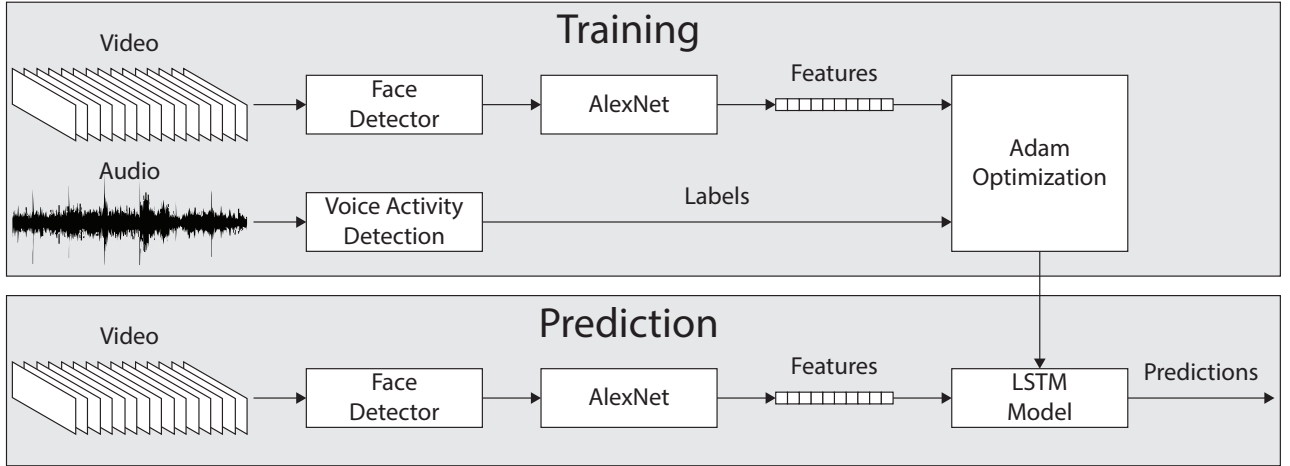 Training
Video
Face
Detector
AlexNet
Features
Adam
Optimization
Audio
Voice Activity
Detection
Labels
Prediction
Video
Face
Detector
AlexNet
Features
LSTM
Model
Predictions